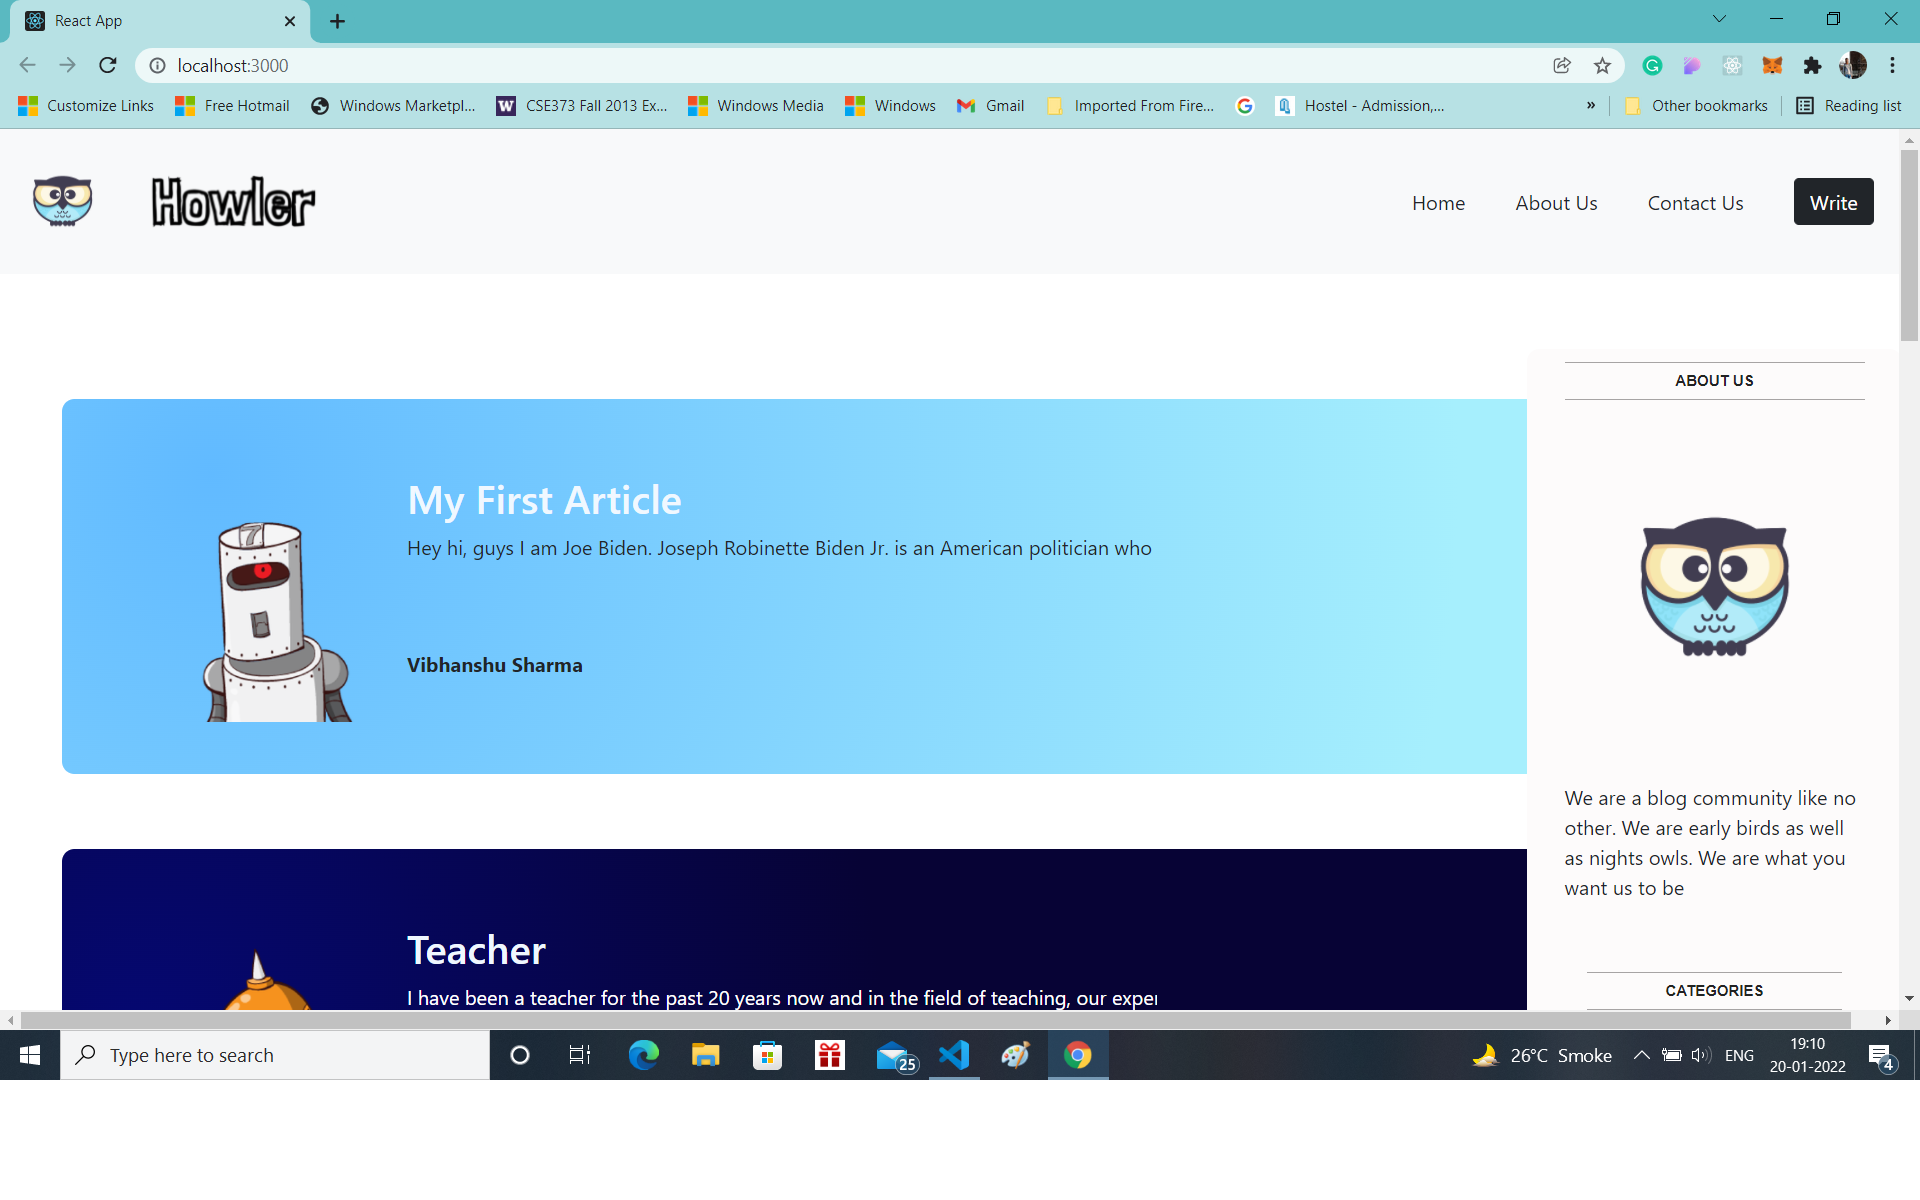 React App
localhost:3000
Customize Links
Free Hotmail
Windows Marketpl...
W
CSE373 Fall 2013 Ex...
Windows Media
Windows
Gmail
Imported From Fire...
Hostel - Admission,...
»
Other bookmarks
Reading list
Howler
Home
About Us
Contact Us
Write
ABOUT US
My First Article
Hey hi, guys I am Joe Biden. Joseph Robinette Biden Jr. is an American politician who
7
Vibhanshu Sharma
We are a blog community like no
other. We are early birds as well
as nights owls. We are what you
want us to be
Teacher
I have been a teacher for the past 20 years now and in the field of teaching, our exper
CATEGORIES
Type here to search
25
26°C Smoke
ENG
19:10
20-01-2022
4